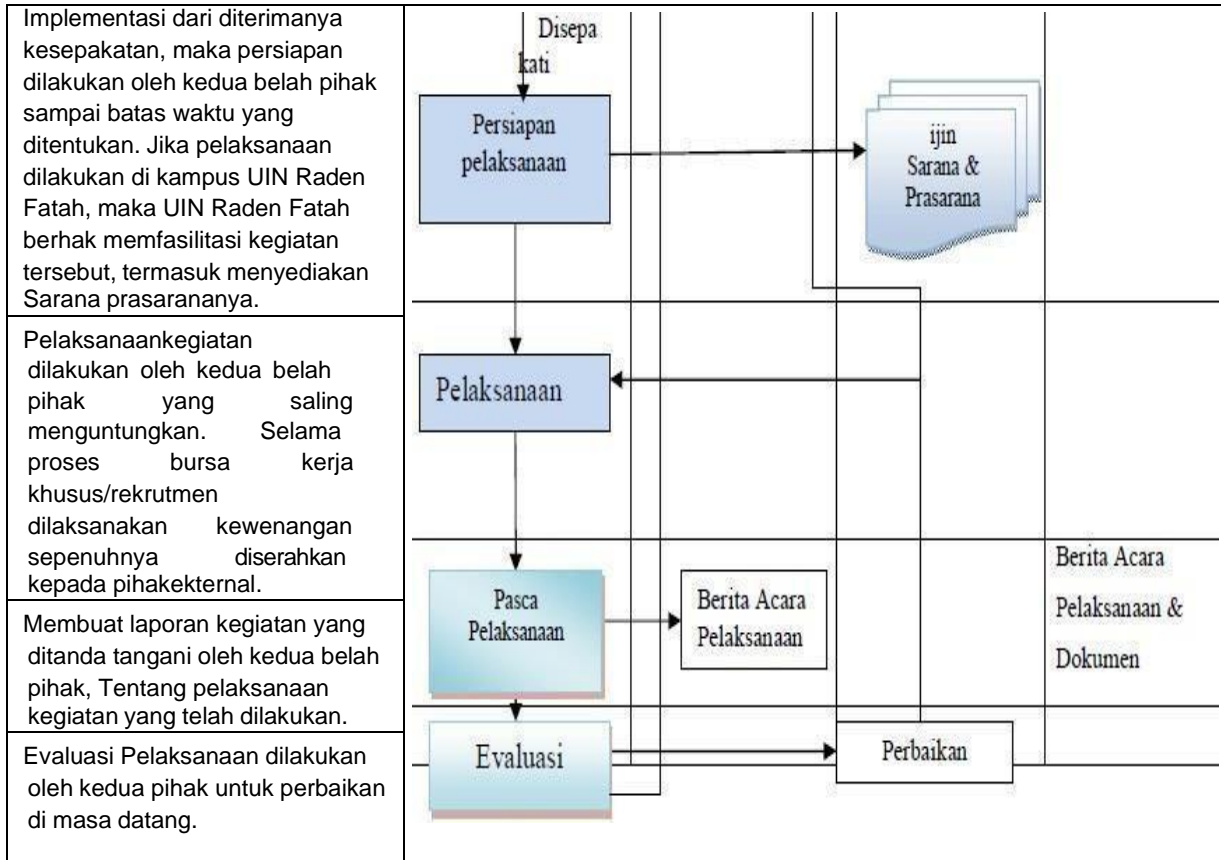 Implementasi dari diterimanya
kesepakatan, maka persiapan
dilakukan oleh kedua belah pihak
sampai batas waktu yang
ditentukan. Jika pelaksanaan
dilakukan di kampus UIN Raden
Fatah, maka UIN Raden Fatah
berhak memfasilitasi kegiatan
tersebut, termasuk menyediakan
Sarana prasarananya.
Disepa
kati
Persiapan
pelaksanaan
ijin
Sarana &
Prasarana
Pelaksanaankegiatan
dilakukan oleh kedua belah
pihak yang saling
menguntungkan. Selama
proses bursa kerja
khusus/rekrutmen
dilaksanakan kewenangan
sepenuhnya diserahkan
kepada pihakekternal.
Pelaksanaan
Membuat laporan kegiatan yang
ditanda tangani oleh kedua belah
pihak, Tentang pelaksanaan
kegiatan yang telah dilakukan.
Pasca
Pelaksanaan
Berita Acara
Pelaksanaan
Berita Acara
Pelaksanaan &
Dokumen
Evaluasi Pelaksanaan dilakukan
oleh kedua pihak untuk perbaikan
di masa datang.
Evaluasi
Perbaikan